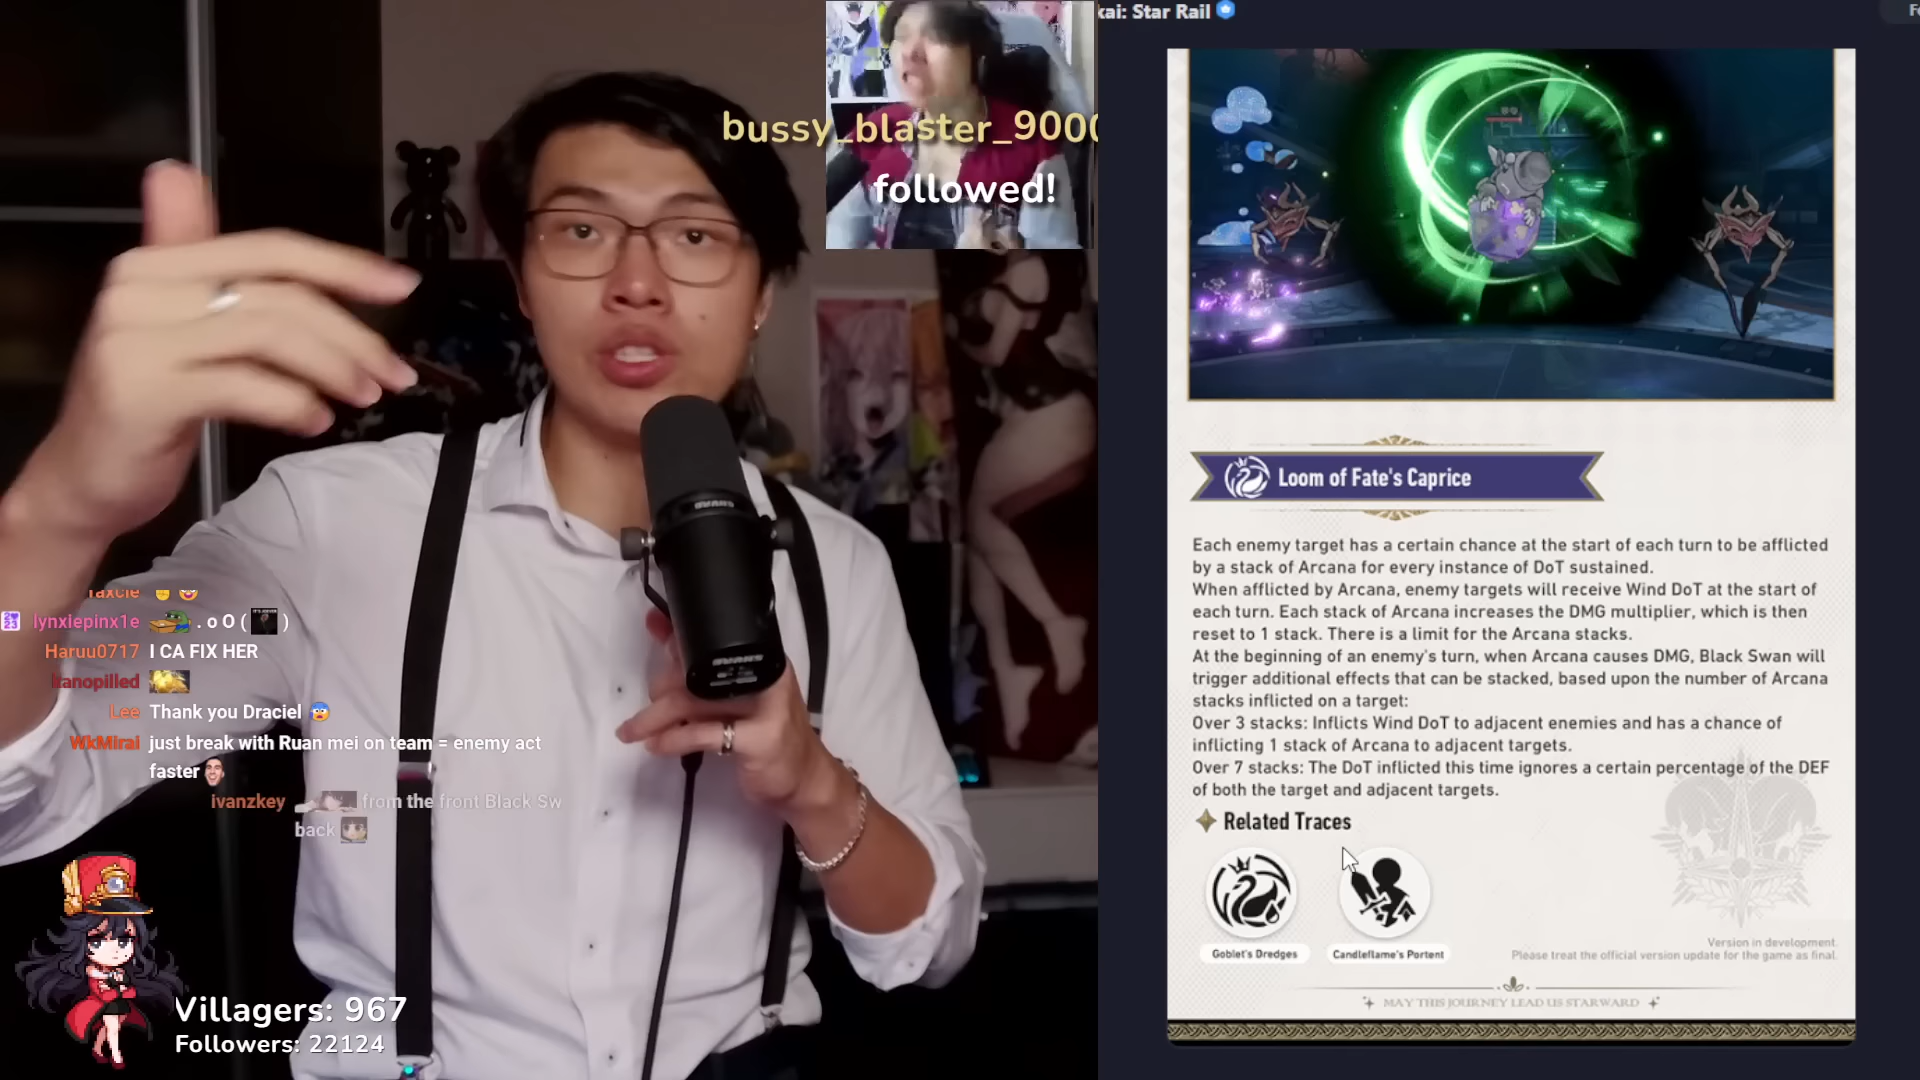 kai: Star Rail
bussy_blaster_9000
followed!
Loom of Fate's Caprice
Each enemy target has a certain chance at the start of each turn to be afflicted
by a stack of Arcana for every instance of DoT sustained.
When afflicted by Arcana, enemy targets will receive Wind DoT at the start of
each turn. Each stack of Arcana increases the DMG multiplier, which is then
reset to 1 stack. There is a limit for the Arcana stacks.
At the beginning of an enemy's turn, when Arcana causes DMG, Black Swan will
trigger additional effects that can be stacked, based upon the number of Arcana
stacks inflicted on a target:
Over 3 stacks: Inflicts Wind DoT to adjacent enemies and has a chance of
inflicting 1 stack of Arcana to adjacent targets.
Over 7 stacks: The DoT inflicted this time ignores a certain percentage of the DEF
of both the target and adjacent targets.
Related Traces
Goblet's Dredges
Candleflame's Portent
Version in development.
Please treat the official version update for the game as final.
MAY THIS JOURNEY LEAD US STARWARD
raxcie
lynxiepinx1e . o O ( )
Haruu0717 I CA FIX HER
kanopilled
Lee Thank you Draciel
WkMirai just break with Ruan mei on team = enemy act
faster
ivanzkey from the front Black Sw
back
Villagers: 967
Followers: 22124
SHURE